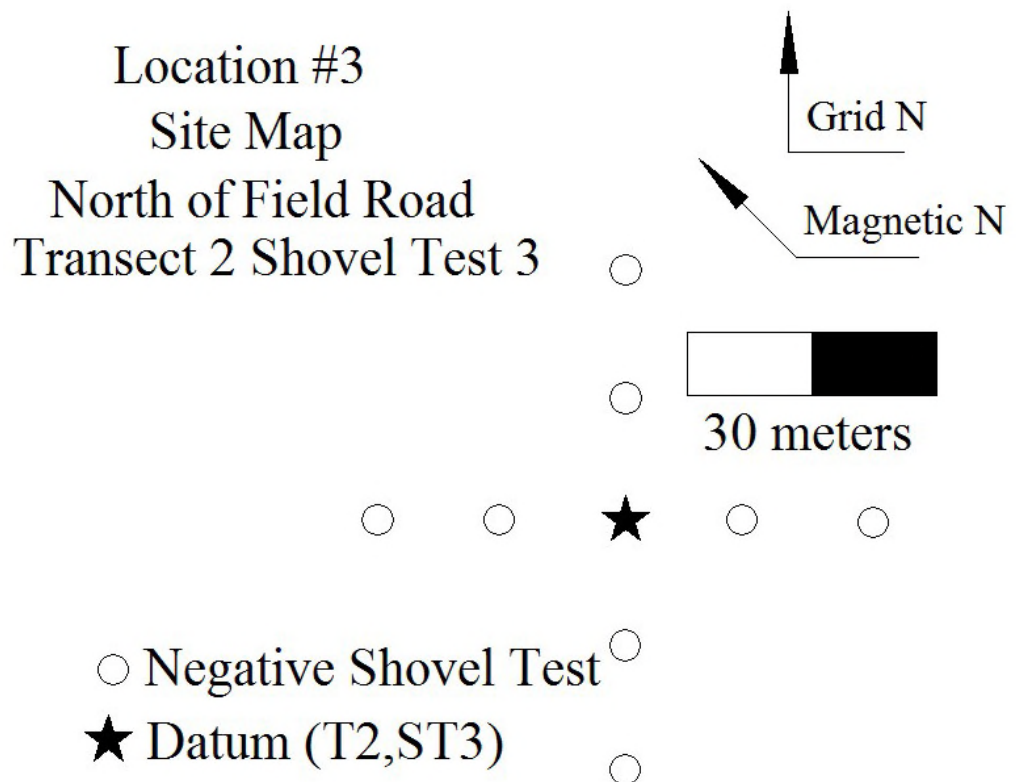 Location #3
Site Map
North of Field Road
Transect 2 Shovel Test 3
Grid N
Magnetic N
30 meters
Negative Shovel Test
Datum (T2,ST3)